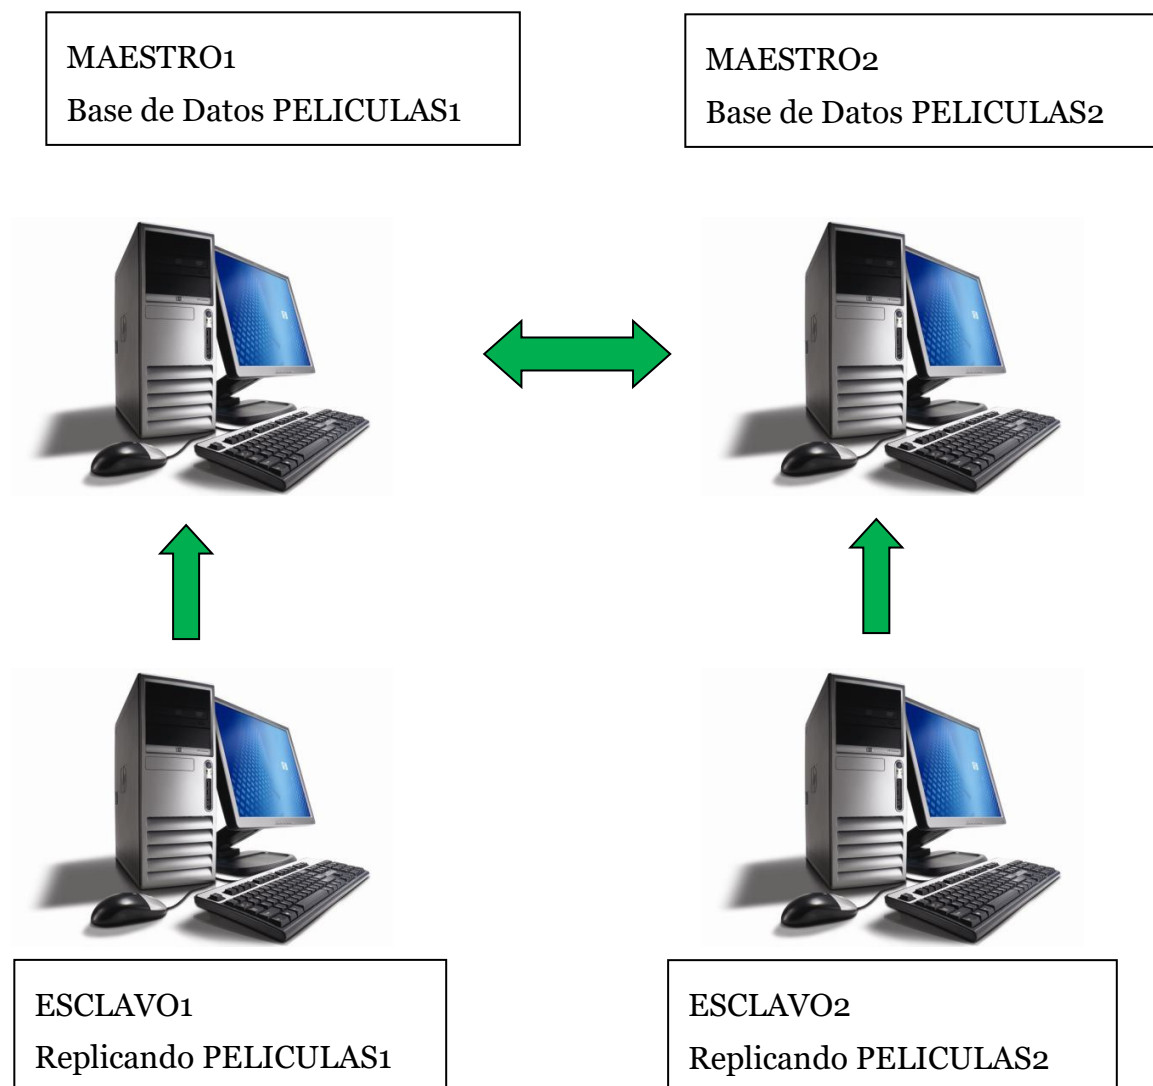 MAESTRO1
Base de Datos PELICULAS1
MAESTRO2
Base de Datos PELICULAS2
ESCLAVO1
Replicando PELICULAS1
ESCLAVO2
Replicando PELICULAS2